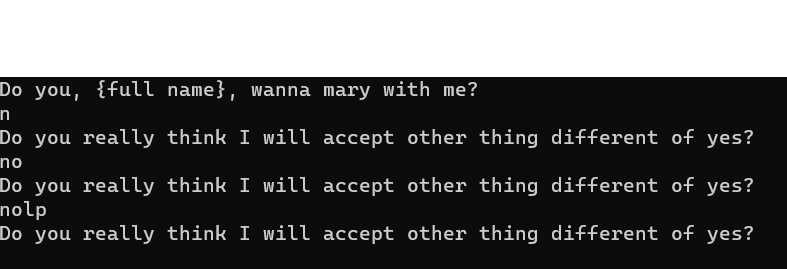 Do you, {full name}, wanna mary with me?
n
Do you really think I will accept other thing different of yes?
no
Do you really think I will accept other thing different of yes?
nolp
Do you really think I will accept other thing different of yes?